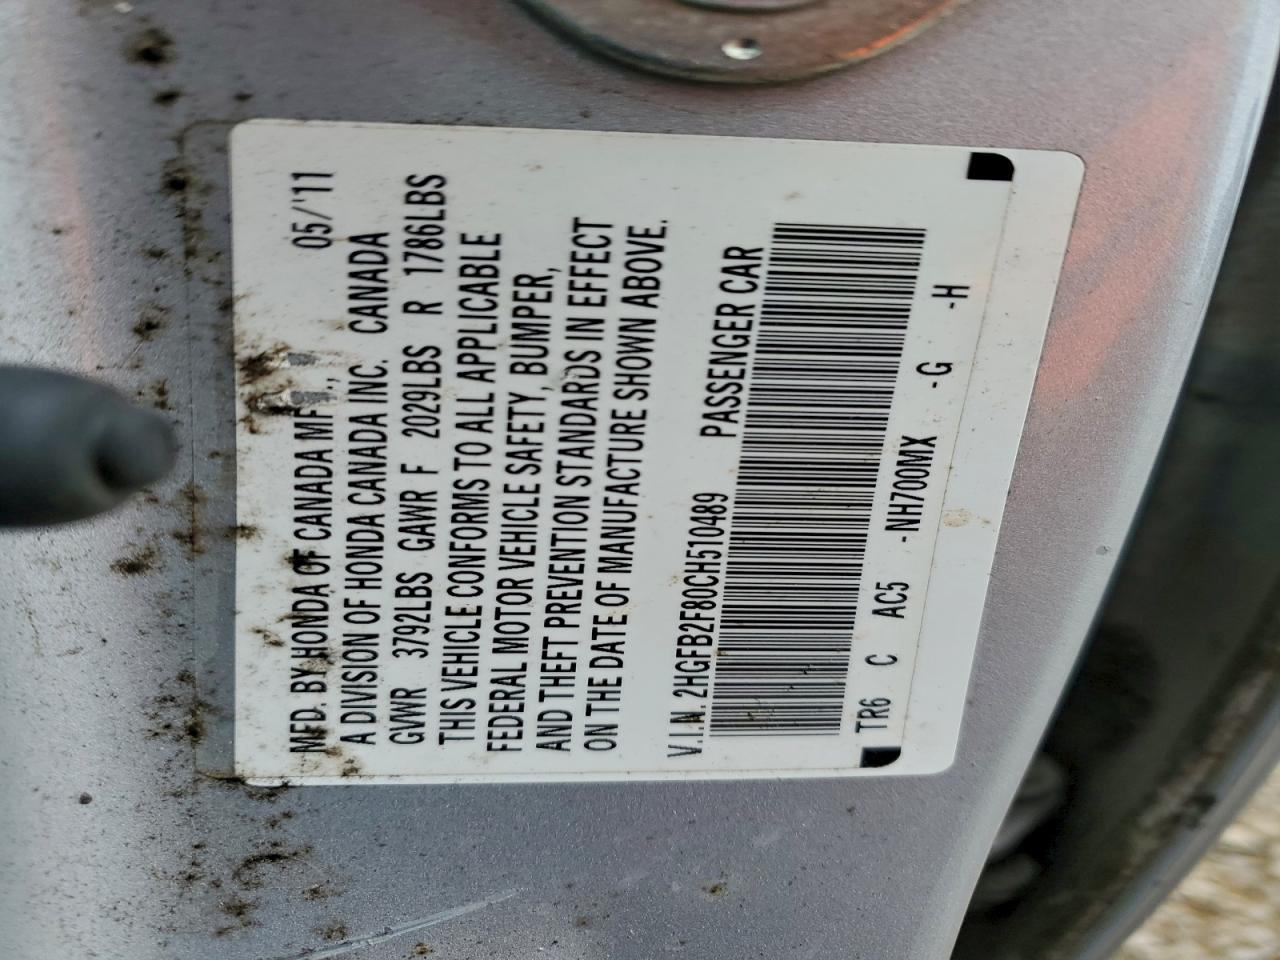 MFD. BY HONDA OF CANADA MFG., 05/'11
A DIVISION OF HONDA CANADA INC. CANADA
GVWR 3792LBS GAWR F 2029LBS R 1786LBS
THIS VEHICLE CONFORMS TO ALL APPLICABLE
FEDERAL MOTOR VEHICLE SAFETY, BUMPER,
AND THEFT PREVENTION STANDARDS IN EFFECT
ON THE DATE OF MANUFACTURE SHOWN ABOVE.
V.I.N. 2HGFB2F80CH510489 PASSENGER CAR
TR6 C AC5 -NH700MX -G -H